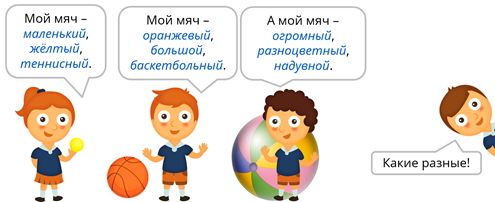 Мой мяч –
маленький,
жёлтый,
теннисный.
Мой мяч –
оранжевый,
большой,
баскетбольный.
А мой мяч –
огромный,
разноцветный,
надувной.
Какие разные!